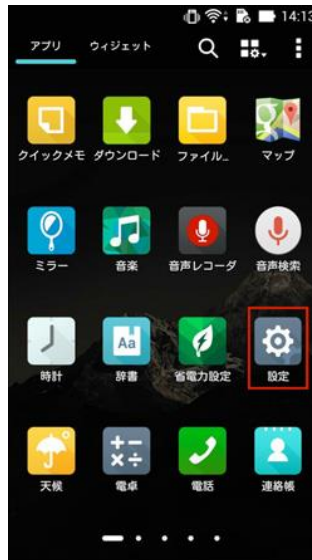 14:13
アプリ ウィジェット
クイックメモ ダウンロード ファイル_ マップ
ミラー 音楽 音声レコーダ 音声検索
Aa
時計 辞書 省電力設定 設定
天候 電卓 電話 連絡帳